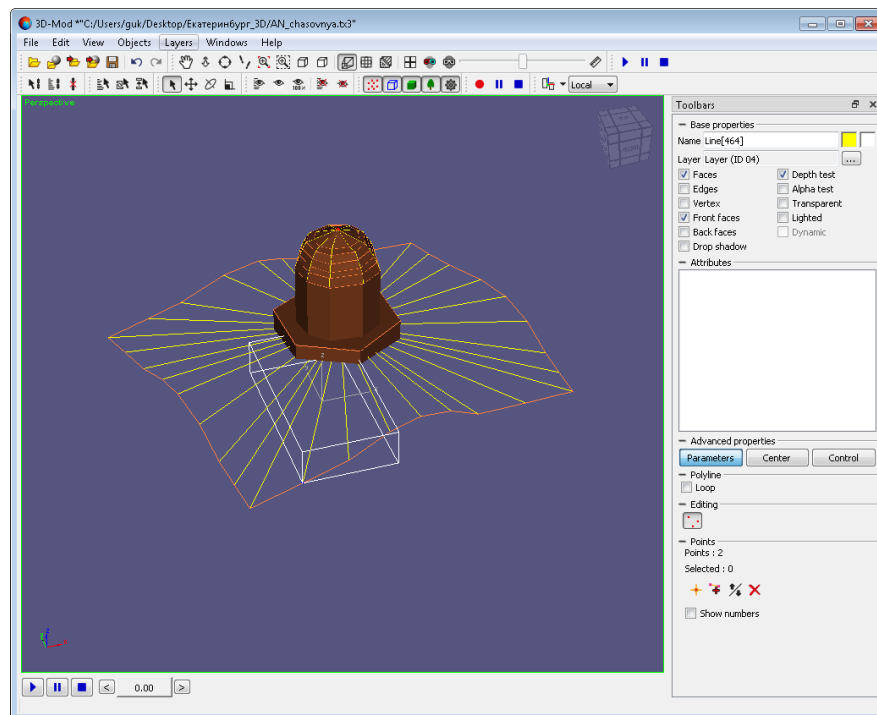 3D-Mod *"C:/Users/guk/Desktop/Екатеринбург_3D/AN_chasovnya.tx3"
File Edit View Objects Layers Windows Help
Local
Perspective
Toolbars
Base properties
Name Line[464]
Layer Layer (ID 04) ...
Faces Depth test
Edges Alpha test
Vertex Transparent
Front faces Lighted
Back faces Dynamic
Drop shadow
Attributes
Advanced properties
Parameters Center Control
Polyline
Loop
Editing
Points
Points : 2
Selected : 0
Show numbers
< 0.00 >